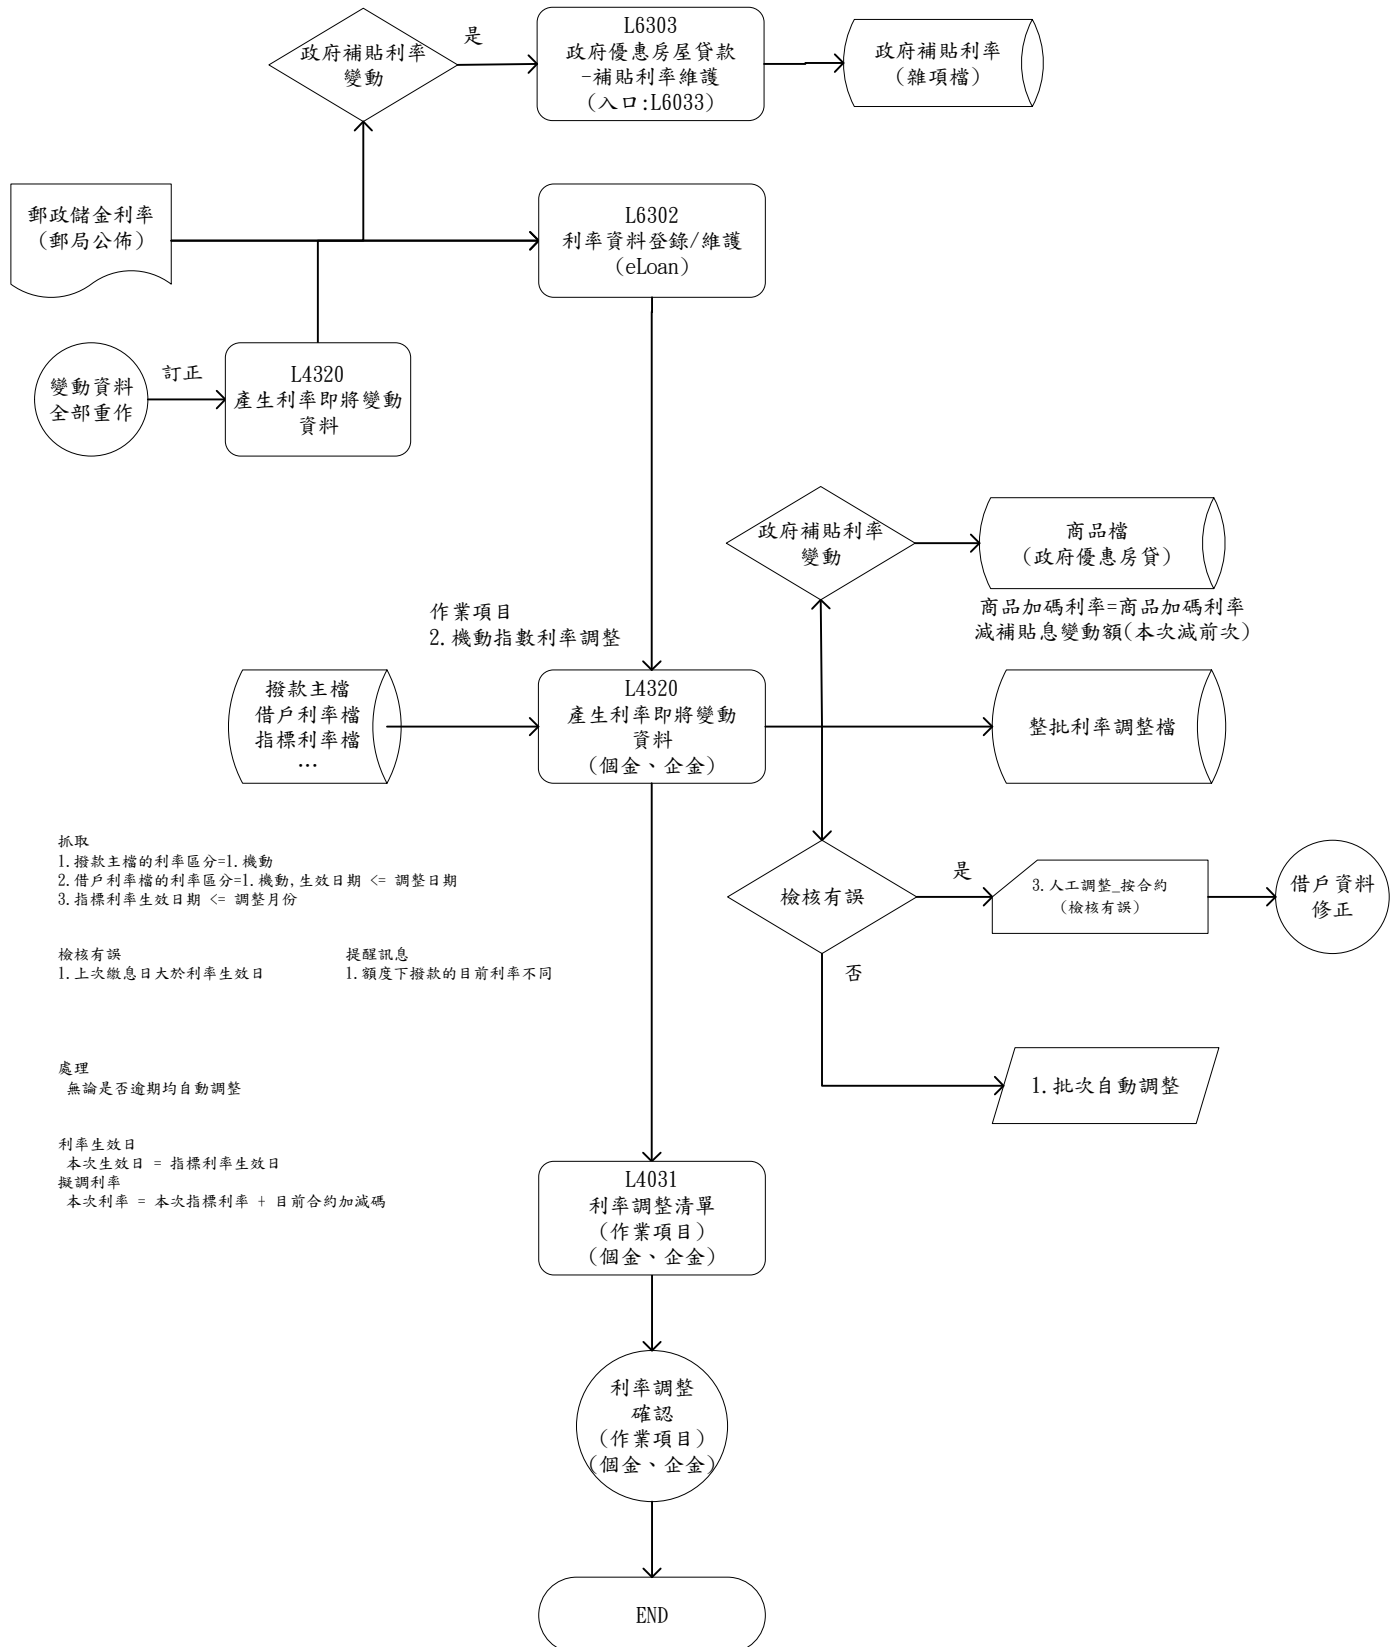 政府補貼利率
變動
是
L6303
政府優惠房屋貸款
-補貼利率維護
(入口:L6033)
政府補貼利率
(雜項檔)
郵政儲金利率
(郵局公佈)
L6302
利率資料登錄/維護
(eLoan)
變動資料
全部重作
訂正
L4320
產生利率即將變動
資料
政府補貼利率
變動
商品檔
(政府優惠房貸)
商品加碼利率=商品加碼利率
減補貼息變動額(本次減前次)
作業項目
2.機動指數利率調整
撥款主檔
借戶利率檔
指標利率檔
...
L4320
產生利率即將變動
資料
(個金、企金)
整批利率調整檔
抓取
1.撥款主檔的利率區分=1.機動
2.借戶利率檔的利率區分=1.機動,生效日期 <= 調整日期
3.指標利率生效日期 <= 調整月份
檢核有誤
是
3.人工調整_按合約
(檢核有誤)
借戶資料
修正
檢核有誤
1.上次繳息日大於利率生效日
提醒訊息
1.額度下撥款的目前利率不同
否
處理
無論是否逾期均自動調整
1.批次自動調整
利率生效日
本次生效日 = 指標利率生效日
擬調利率
本次利率 = 本次指標利率 + 目前合約加減碼
L4031
利率調整清單
(作業項目)
(個金、企金)
利率調整
確認
(作業項目)
(個金、企金)
END